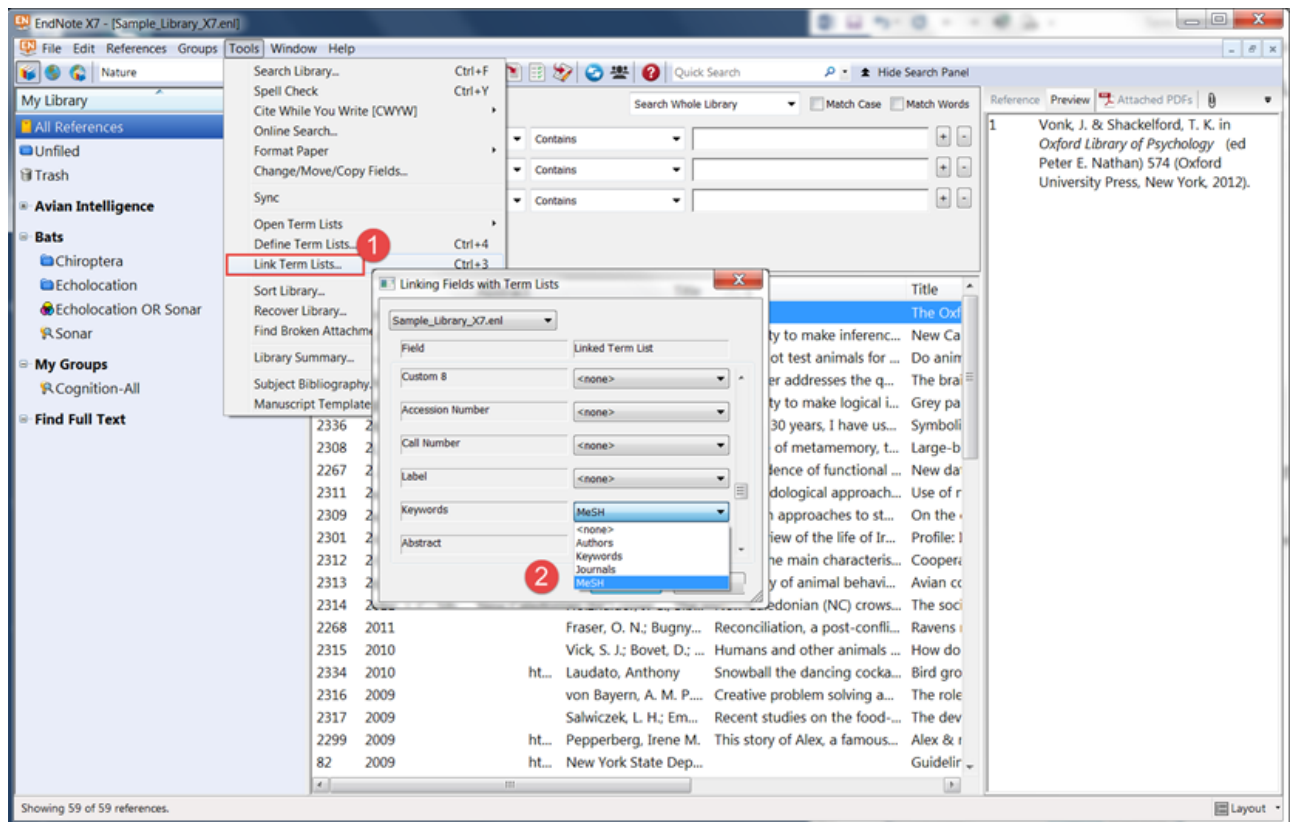 EndNote X7 - [Sample_Library_X7.enl]
File Edit References Groups Tools Window Help
Nature
Quick Search
Hide Search Panel
My Library
All References
Unfiled
Trash
Avian Intelligence
Bats
Chiroptera
Echolocation
Echolocation OR Sonar
Sonar
My Groups
Cognition-All
Find Full Text
Search Library... Ctrl+F
Spell Check Ctrl+Y
Cite While You Write [CWYW]
Online Search...
Format Paper
Change/Move/Copy Fields...
Sync
Open Term Lists
Define Term Lists... Ctrl+4
1
Link Term Lists... Ctrl+3
Sort Library...
Recover Library...
Find Broken Attachme
Library Summary...
Subject Bibliography.
Manuscript Template
Search Whole Library Match Case Match Words
Contains
Contains
Contains
Reference Preview Attached PDFs
1 Vonk, J. & Shackelford, T. K. in
Oxford Library of Psychology (ed
Peter E. Nathan) 574 (Oxford
University Press, New York, 2012).
Linking Fields with Term Lists
Sample_Library_X7.enl
Field Linked Term List
Custom 8 <none>
Accession Number <none>
Call Number <none>
Label <none>
Keywords MeSH
Abstract
<none>
Authors
Keywords
Journals
MeSH
2
Title
The Oxf
ty to make inferenc... New Ca
ot test animals for ... Do anim
er addresses the q... The brai
ty to make logical i... Grey pa
2336 2 30 years, I have us... Symboli
2308 2 of metamemory, t... Large-b
2267 2 dence of functional ... New da
2311 2 dological approach... Use of r
2309 2 approaches to st... On the
2301 2 iew of the life of Ir... Profile: I
2312 2 he main characteris... Coopera
2313 2 y of animal behavi... Avian co
2314 edonian (NC) crows... The soci
2268 2011 Fraser, O. N.; Bugny... Reconciliation, a post-confli... Ravens
2315 2010 Vick, S. J.; Bovet, D.; ... Humans and other animals ... How do
2334 2010 ht... Laudato, Anthony Snowball the dancing cocka... Bird gro
2316 2009 von Bayern, A. M. P.... Creative problem solving a... The role
2317 2009 Salwiczek, L. H.; Em... Recent studies on the food-... The dev
2299 2009 ht... Pepperberg, Irene M. This story of Alex, a famous... Alex & r
82 2009 ht... New York State Dep... Guidelir
Showing 59 of 59 references.
Layout